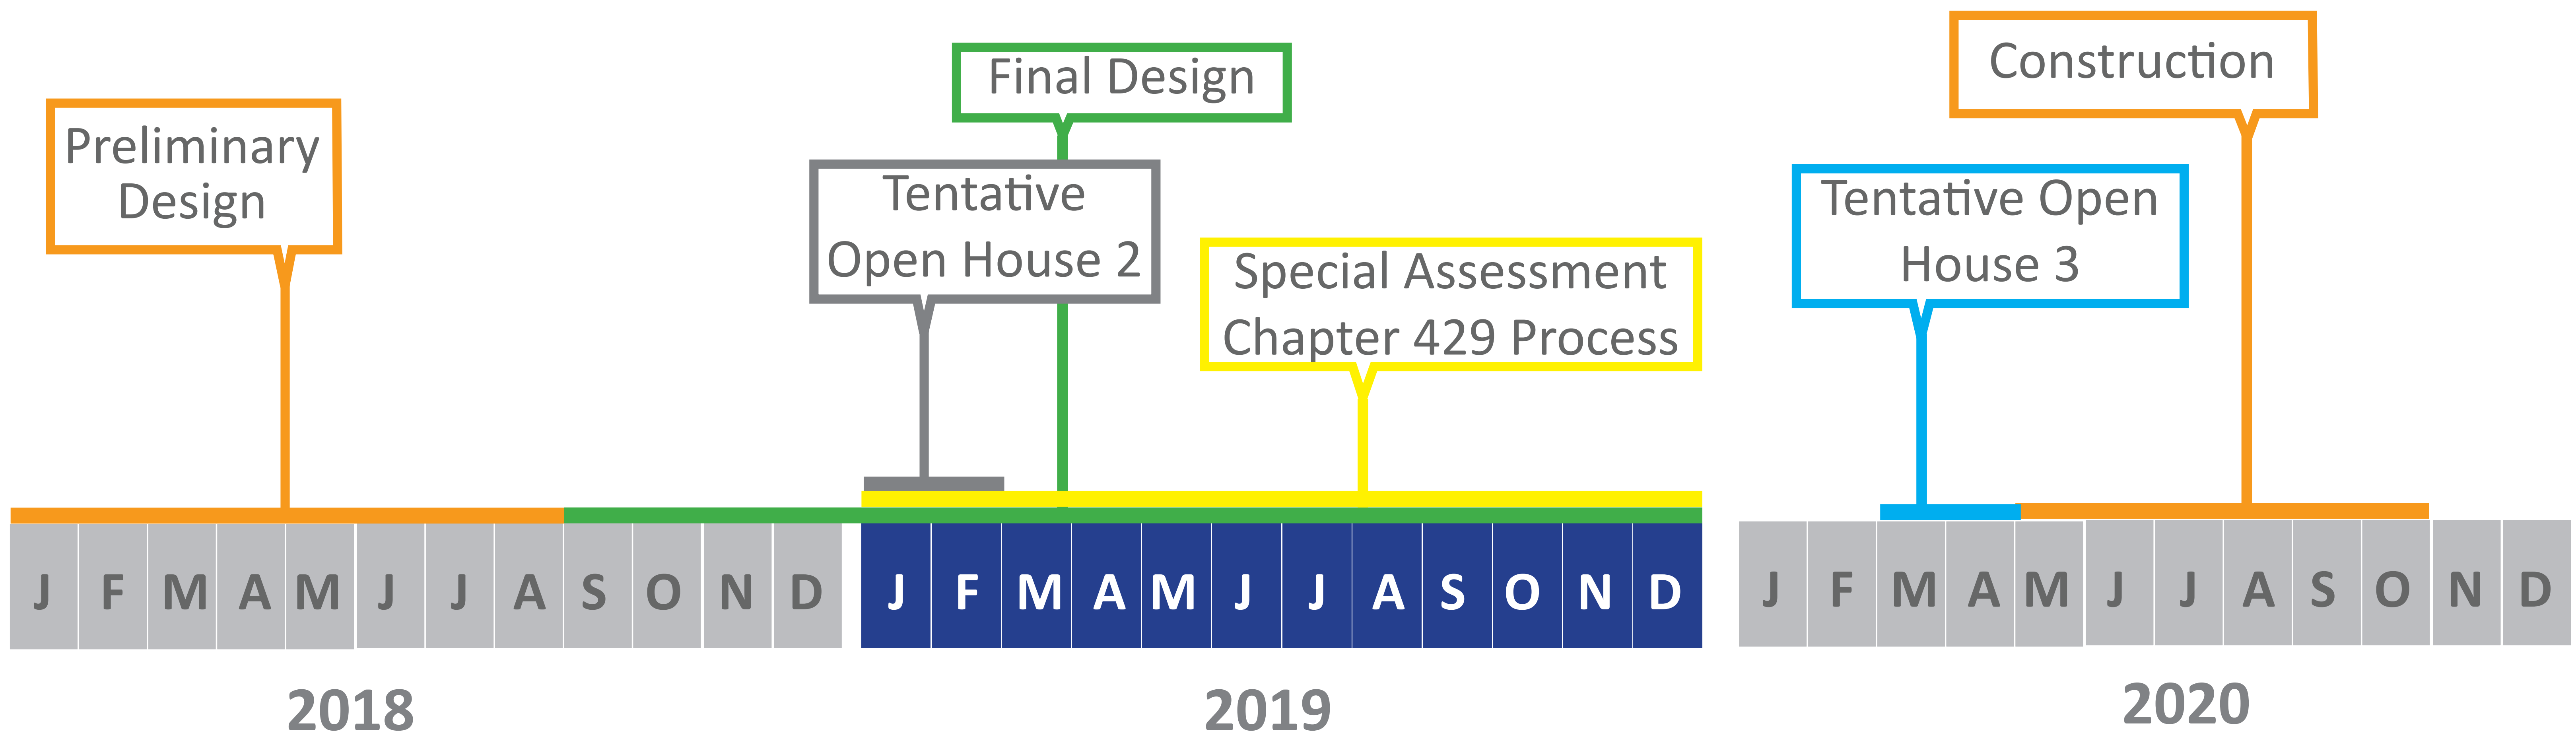 Preliminary
Design
Final Design
Tentative
Open House 2
Special Assessment
Chapter 429 Process
Construction
Tentative Open
House 3
J F M A M J J A S O N D
J F M A M J J A S O N D
J F M A M J J A S O N D
2018
2019
2020